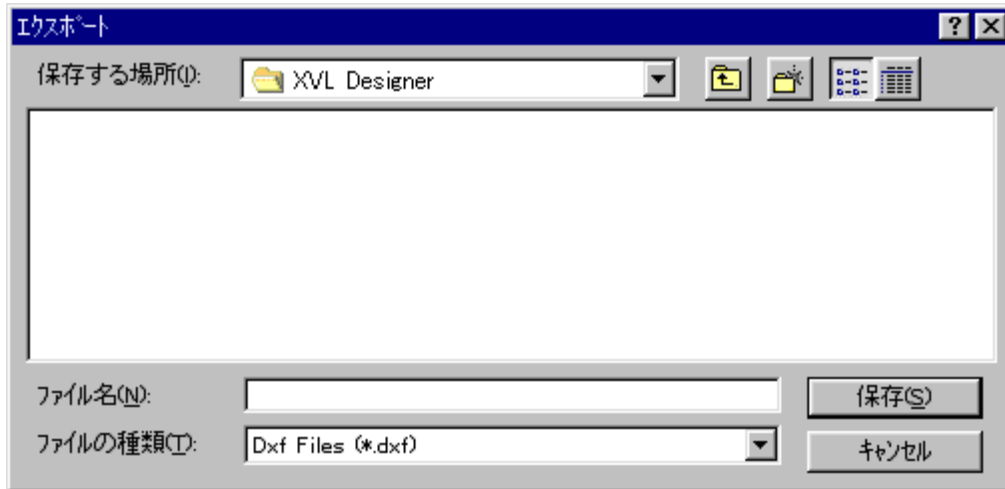 ｴｸｽﾎﾟｰﾄ
保存する場所(I):
XVL Designer
ﾌｧｲﾙ名(N):
保存(S)
ﾌｧｲﾙの種類(T):
Dxf Files (*.dxf)
ｷｬﾝｾﾙ